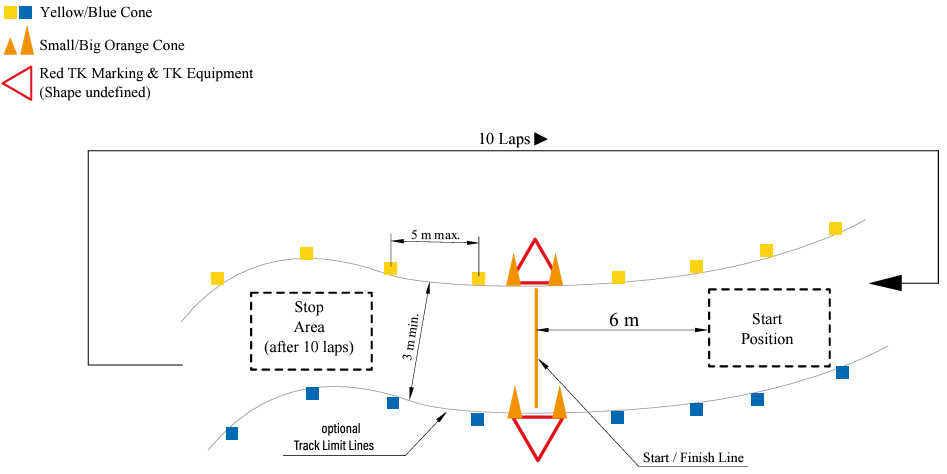 Yellow/Blue Cone
Small/Big Orange Cone
Red TK Marking & TK Equipment
(Shape undefined)
10 Laps
5 m max.
Stop
Area
(after 10 laps)
3 m min.
6 m
Start
Position
optional
Track Limit Lines
Start / Finish Line